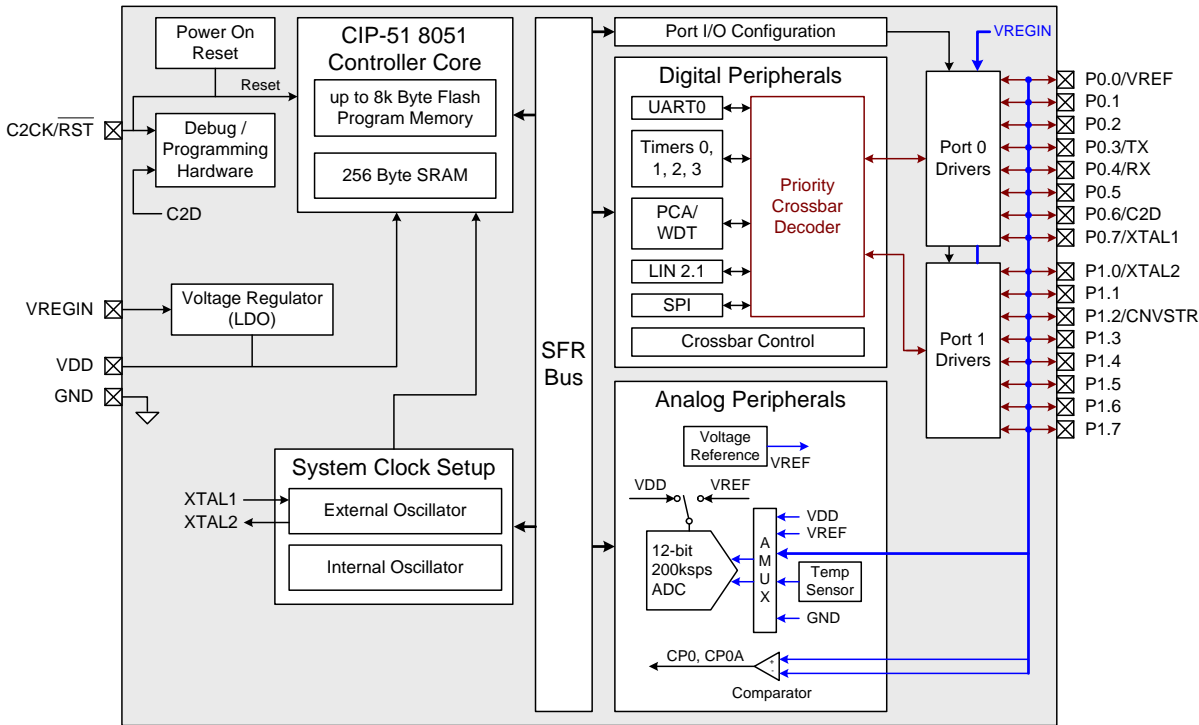 Power On
Reset
C2CK/RST
Reset
Debug /
Programming
Hardware
C2D
VREGIN
Voltage Regulator
(LDO)
VDD
GND
CIP-51 8051
Controller Core
up to 8k Byte Flash
Program Memory
256 Byte SRAM
System Clock Setup
XTAL1
XTAL2
External Oscillator
Internal Oscillator
SFR
Bus
Port I/O Configuration
Digital Peripherals
UART0
Timers 0,
1, 2, 3
PCA/
WDT
LIN 2.1
SPI
Priority
Crossbar
Decoder
Crossbar Control
Analog Peripherals
Voltage
Reference
VREF
VDD
VREF
12-bit
200ksps
ADC
A
M
U
X
VDD
VREF
Temp
Sensor
GND
CP0, CP0A
+
-
Comparator
VREGIN
Port 0
Drivers
Port 1
Drivers
P0.0/VREF
P0.1
P0.2
P0.3/TX
P0.4/RX
P0.5
P0.6/C2D
P0.7/XTAL1
P1.0/XTAL2
P1.1
P1.2/CNVSTR
P1.3
P1.4
P1.5
P1.6
P1.7